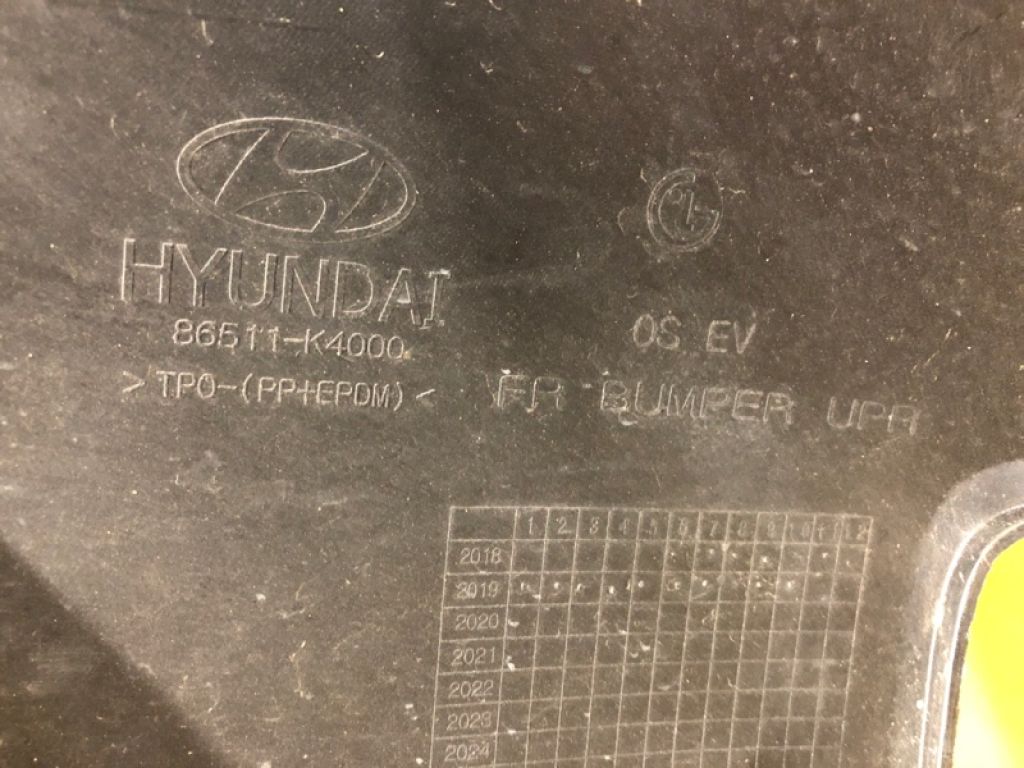 HYUNDAI
86511-K4000
>TPO-(PP+EPDM)<
OS EV
FR BUMPER UPR
1 2 3 4 5 6 7 8 9 10 11 12
2018
2019
2020
2021
2022
2023
2024